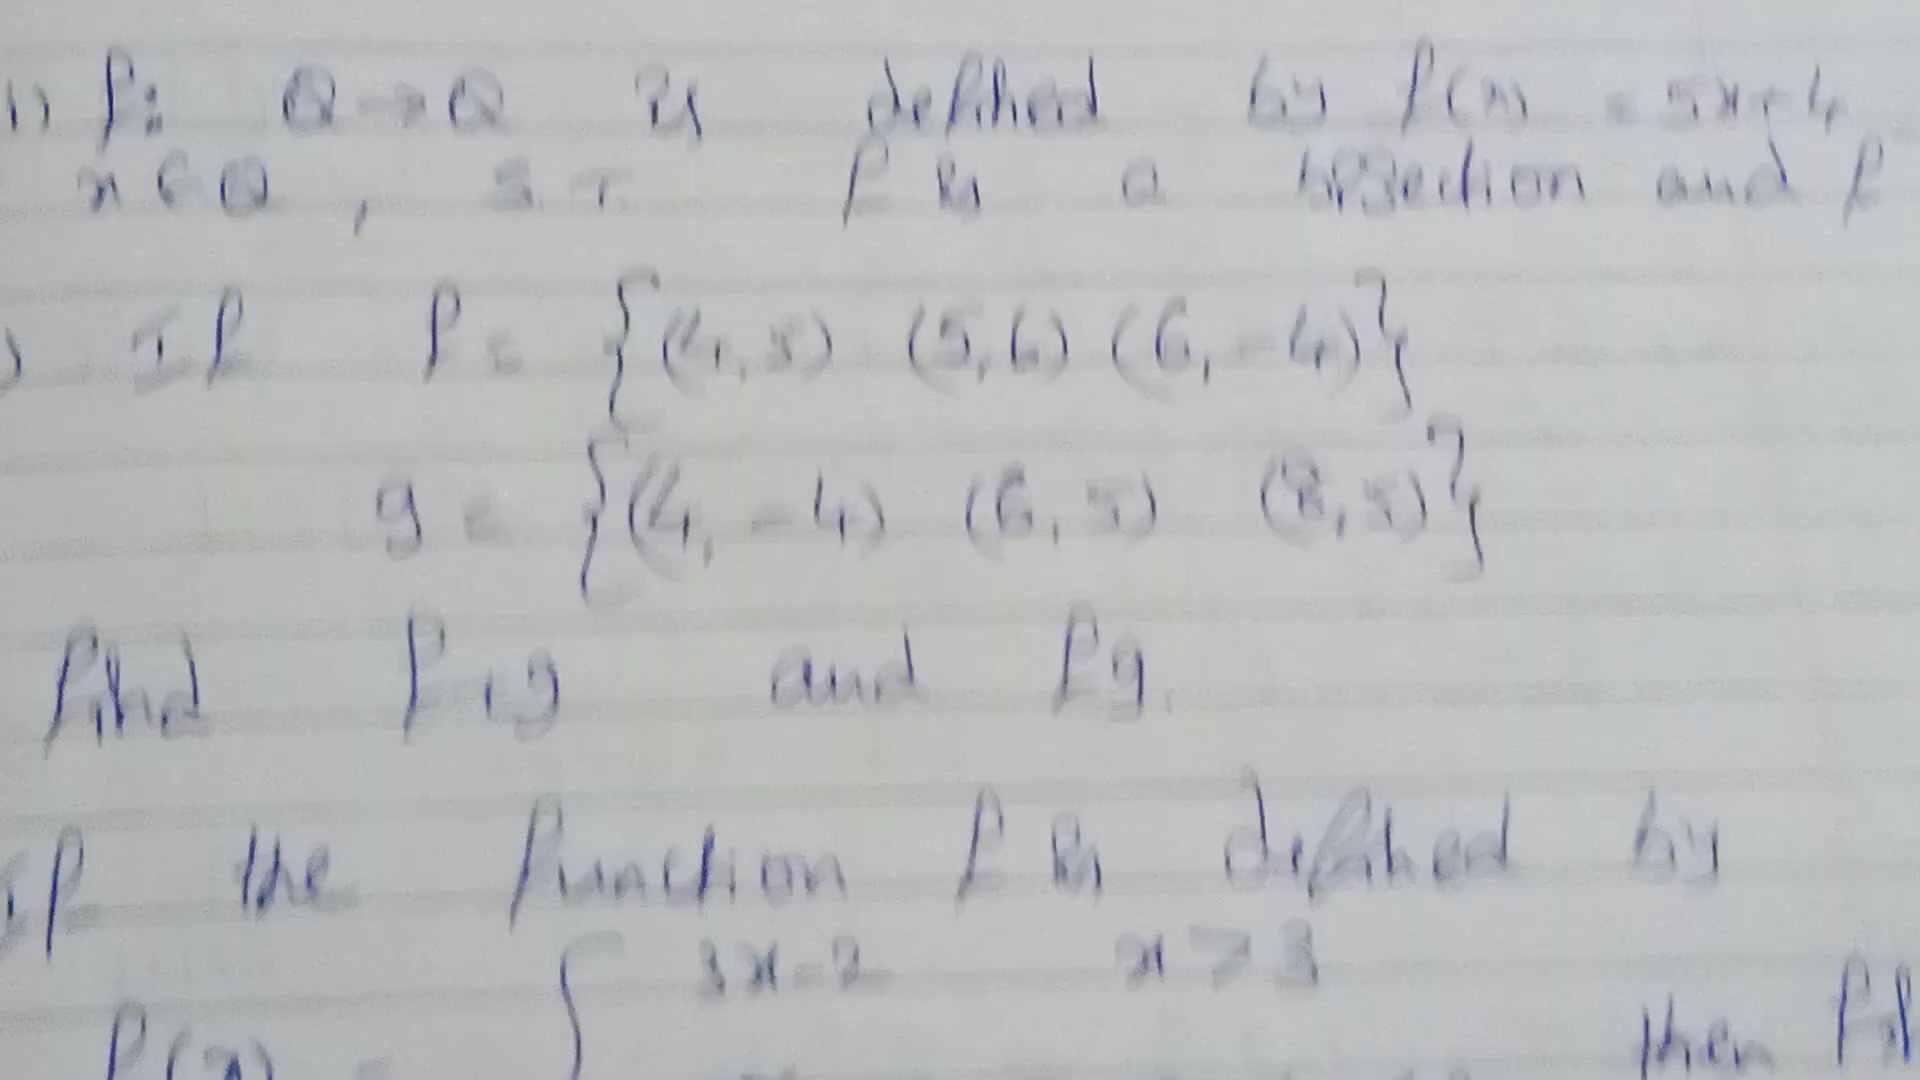 1) f: Q → Q is defined by f(x) = 5x+4
x ∈ Q, S T f is a bijection and f
) If f = {(4,5) (5,6) (6,-4)}
g = {(4,-4) (6,5) (8,5)}
find f+g and fg
If the function f is defined by
3x-2 x > 3
f(x) = { then